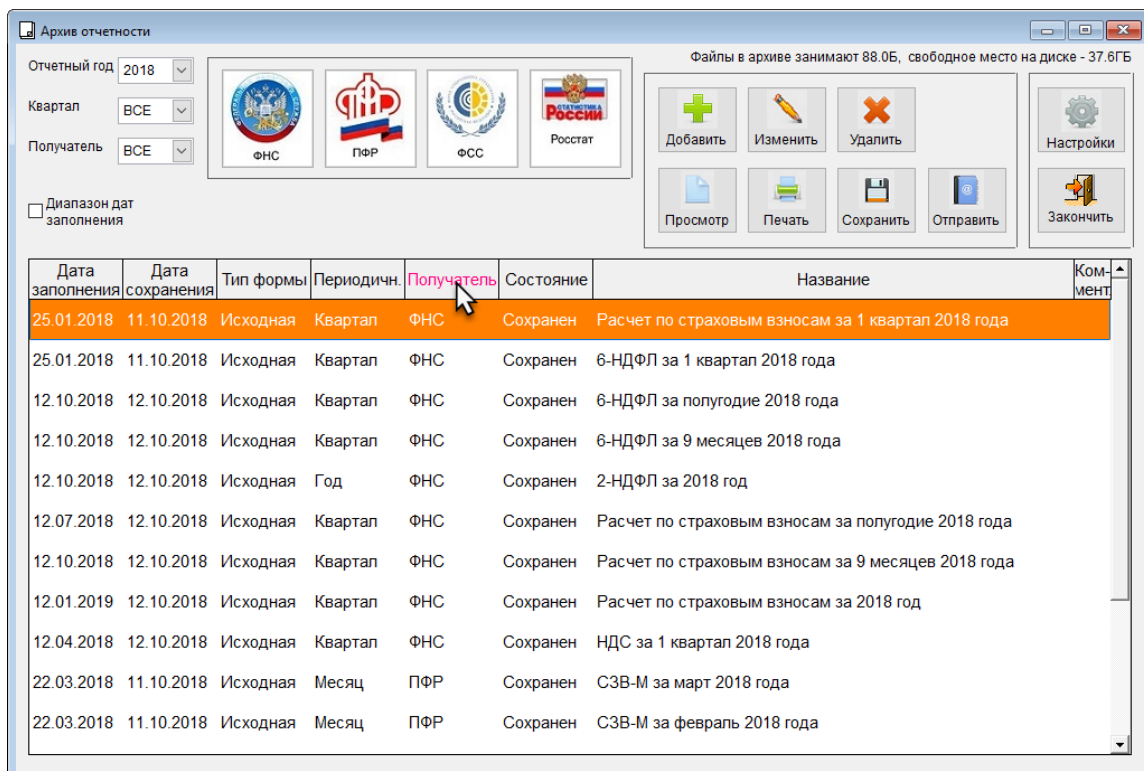 Архив отчетности
Файлы в архиве занимают 88.0Б, свободное место на диске - 37.6ГБ
Отчетный год 2018
Квартал ВСЕ
Получатель ВСЕ
Диапазон дат
заполнения
ФНС ПФР ФСС Росстат
СТАТИСТИКА
России
Добавить Изменить Удалить
Просмотр Печать Сохранить Отправить
Настройки
Закончить
Дата заполнения Дата сохранения Тип формы Периодичн. Получатель Состояние Название Ком-мент.
25.01.2018 11.10.2018 Исходная Квартал ФНС Сохранен Расчет по страховым взносам за 1 квартал 2018 года
25.01.2018 11.10.2018 Исходная Квартал ФНС Сохранен 6-НДФЛ за 1 квартал 2018 года
12.10.2018 12.10.2018 Исходная Квартал ФНС Сохранен 6-НДФЛ за полугодие 2018 года
12.10.2018 12.10.2018 Исходная Квартал ФНС Сохранен 6-НДФЛ за 9 месяцев 2018 года
12.10.2018 12.10.2018 Исходная Год ФНС Сохранен 2-НДФЛ за 2018 год
12.07.2018 12.10.2018 Исходная Квартал ФНС Сохранен Расчет по страховым взносам за полугодие 2018 года
12.10.2018 12.10.2018 Исходная Квартал ФНС Сохранен Расчет по страховым взносам за 9 месяцев 2018 года
12.01.2019 12.10.2018 Исходная Квартал ФНС Сохранен Расчет по страховым взносам за 2018 год
12.04.2018 12.10.2018 Исходная Квартал ФНС Сохранен НДС за 1 квартал 2018 года
22.03.2018 11.10.2018 Исходная Месяц ПФР Сохранен СЗВ-М за март 2018 года
22.03.2018 11.10.2018 Исходная Месяц ПФР Сохранен СЗВ-М за февраль 2018 года